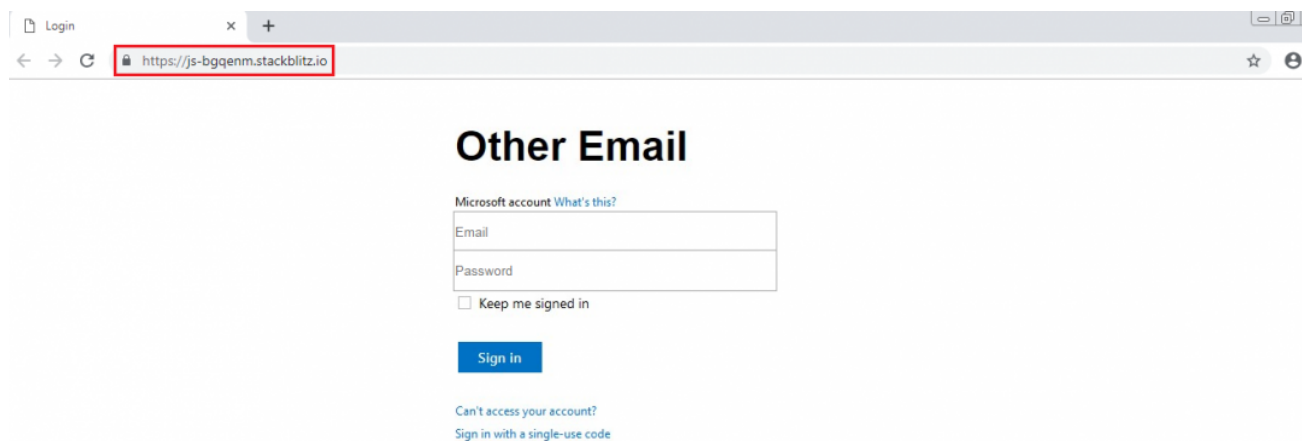 Login
https://js-bgqenm.stackblitz.io
Other Email
Microsoft account What's this?
Email
Password
Keep me signed in
Sign in
Can't access your account?
Sign in with a single-use code